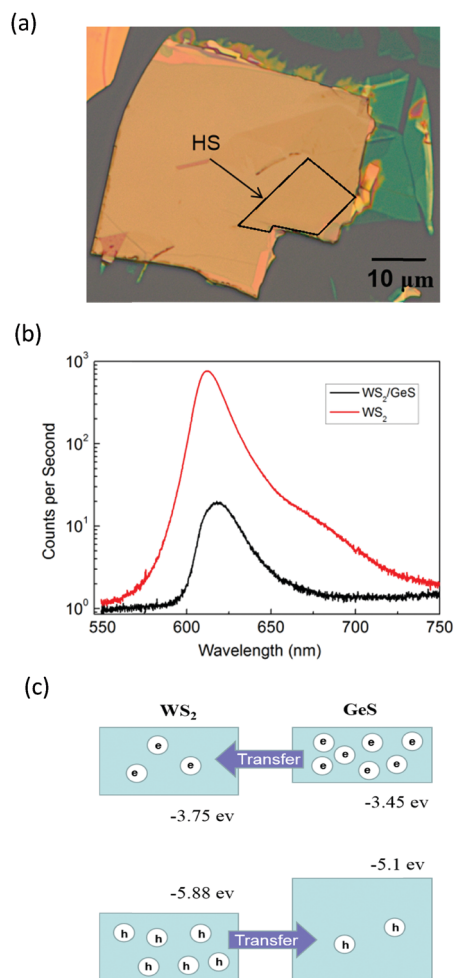 (a)
HS
10 µm
(b)
10³
10²
10¹
10⁰
Counts per Second
WS₂/GeS
WS₂
550 600 650 700 750
Wavelength (nm)
(c)
WS₂ GeS
e e e Transfer e e e e e e e
-3.75 ev -3.45 ev
-5.88 ev -5.1 ev
h h h h h h Transfer h h